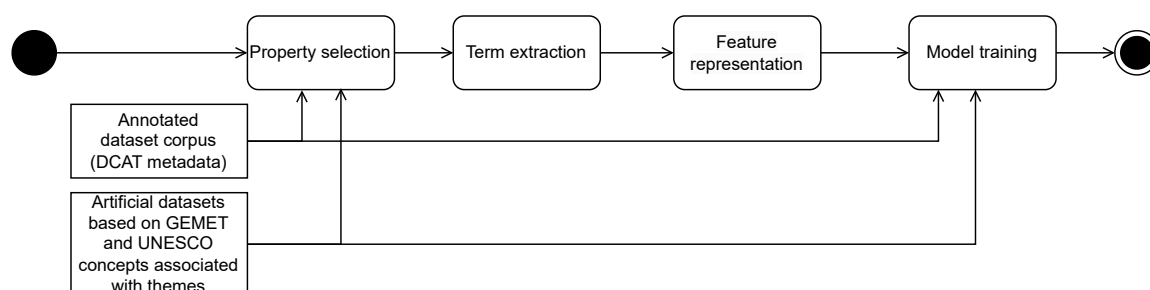 Property selection
Term extraction
Feature
representation
Model training
Annotated
dataset corpus
(DCAT metadata)
Artificial datasets
based on GEMET
and UNESCO
concepts associated
with themes